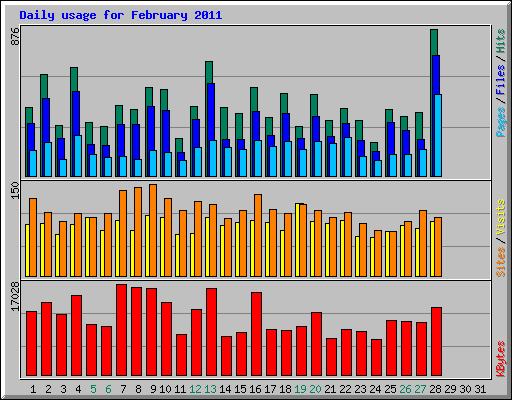 Daily usage for February 2011
876
Pages/Files/Hits
150
Sites/Visits
17028
KBytes
1 2 3 4 5 6 7 8 9 10 11 12 13 14 15 16 17 18 19 20 21 22 23 24 25 26 27 28 29 30 31